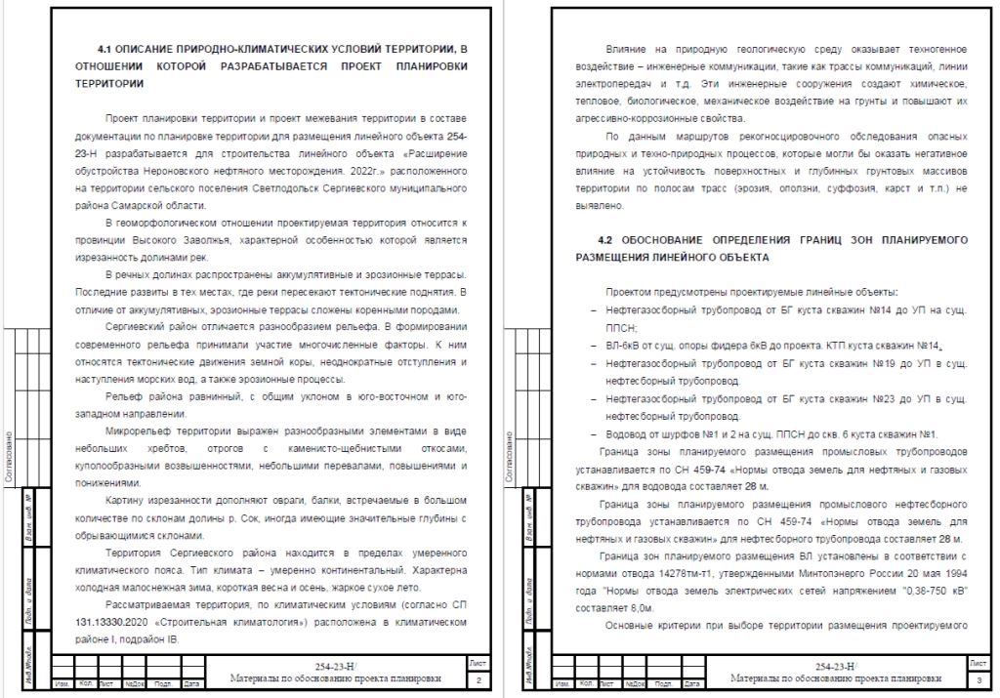 4.1 ОПИСАНИЕ ПРИРОДНО-КЛИМАТИЧЕСКИХ УСЛОВИЙ ТЕРРИТОРИИ, В
ОТНОШЕНИИ КОТОРОЙ РАЗРАБАТЫВАЕТСЯ ПРОЕКТ ПЛАНИРОВКИ
ТЕРРИТОРИИ
Проект планировки территории и проект межевания территории в составе
документации по планировке территории для размещения линейного объекта 254-
23-Н разрабатывается для строительства линейного объекта «Расширение
обустройства Нероновского нефтяного месторождения. 2022г.» расположенного
на территории сельского поселения Светлодольск Сергиевского муниципального
района Самарской области.
В геоморфологическом отношении проектируемая территория относится к
провинции Высокого Заволжья, характерной особенностью которой является
изрезанность долинами рек.
В речных долинах распространены аккумулятивные и эрозионные террасы.
Последние развиты в тех местах, где реки пересекают тектонические поднятия. В
отличие от аккумулятивных, эрозионные террасы сложены коренными породами.
Сергиевский район отличается разнообразием рельефа. В формировании
современного рельефа принимали участие многочисленные факторы. К ним
относятся тектонические движения земной коры, неоднократные отступления и
наступления морских вод, а также эрозионные процессы.
Рельеф района равнинный, с общим уклоном в юго-восточном и юго-
западном направлении.
Микрорельеф территории выражен разнообразными элементами в виде
небольших хребтов, отрогов с каменисто-щебнистыми откосами,
куполообразными возвышенностями, небольшими перевалами, повышениями и
понижениями.
Картину изрезанности дополняют овраги, балки, встречаемые в большом
количестве по склонам долины р. Сок, иногда имеющие значительные глубины с
обрывающимися склонами.
Территория Сергиевского района находится в пределах умеренного
климатического пояса. Тип климата – умеренно континентальный. Характерна
холодная малоснежная зима, короткая весна и осень, жаркое сухое лето.
Рассматриваемая территория, по климатическим условиям (согласно СП
131.13330.2020 «Строительная климатология») расположена в климатическом
районе I, подрайон IВ.
Согласовано
Взам. инв. №
Подп. и дата
Инв.№подл.
Изм. Кол. Лист №Док Подп. Дата
254-23-Н/
Материалы по обоснованию проекта планировки
Лист
2
Влияние на природную геологическую среду оказывает техногенное
воздействие – инженерные коммуникации, такие как трассы коммуникаций, линии
электропередач и т.д. Эти инженерные сооружения создают химическое,
тепловое, биологическое, механическое воздействие на грунты и повышают их
агрессивно-коррозионные свойства.
По данным маршрутов рекогносцировочного обследования опасных
природных и техно-природных процессов, которые могли бы оказать негативное
влияние на устойчивость поверхностных и глубинных грунтовых массивов
территории по полосам трасс (эрозия, оползни, суффозия, карст и т.п.) не
выявлено.
4.2 ОБОСНОВАНИЕ ОПРЕДЕЛЕНИЯ ГРАНИЦ ЗОН ПЛАНИРУЕМОГО
РАЗМЕЩЕНИЯ ЛИНЕЙНОГО ОБЪЕКТА
Проектом предусмотрены проектируемые линейные объекты:
– Нефтегазосборный трубопровод от БГ куста скважин №14 до УП на сущ.
ППСН;
– ВЛ-6кВ от сущ. опоры фидера 6кВ до проекта. КТП куста скважин №14.
– Нефтегазосборный трубопровод от БГ куста скважин №19 до УП в сущ.
нефтесборный трубопровод.
– Нефтегазосборный трубопровод от БГ куста скважин №23 до УП в сущ.
нефтесборный трубопровод.
– Водовод от шурфов №1 и 2 на сущ. ППСН до скв. 6 куста скважин №1.
Граница зоны планируемого размещения промысловых трубопроводов
устанавливается по СН 459-74 «Нормы отвода земель для нефтяных и газовых
скважин» для водовода составляет 28 м.
Граница зоны планируемого размещения промыслового нефтесборного
трубопровода устанавливается по СН 459-74 «Нормы отвода земель для
нефтяных и газовых скважин» для нефтесборного трубопровода составляет 28 м.
Граница зон планируемого размещения ВЛ установлены в соответствии с
нормами отвода 14278тм-т1, утвержденными Минтопэнерго России 20 мая 1994
года "Нормы отвода земель электрических сетей напряжением "0,38-750 кВ"
составляет 8,0м.
Основные критерии при выборе территории размещения проектируемого
Согласовано
Взам. инв. №
Подп. и дата
Инв.№подл.
Изм. Кол. Лист №Док Подп. Дата
254-23-Н/
Материалы по обоснованию проекта планировки
Лист
3